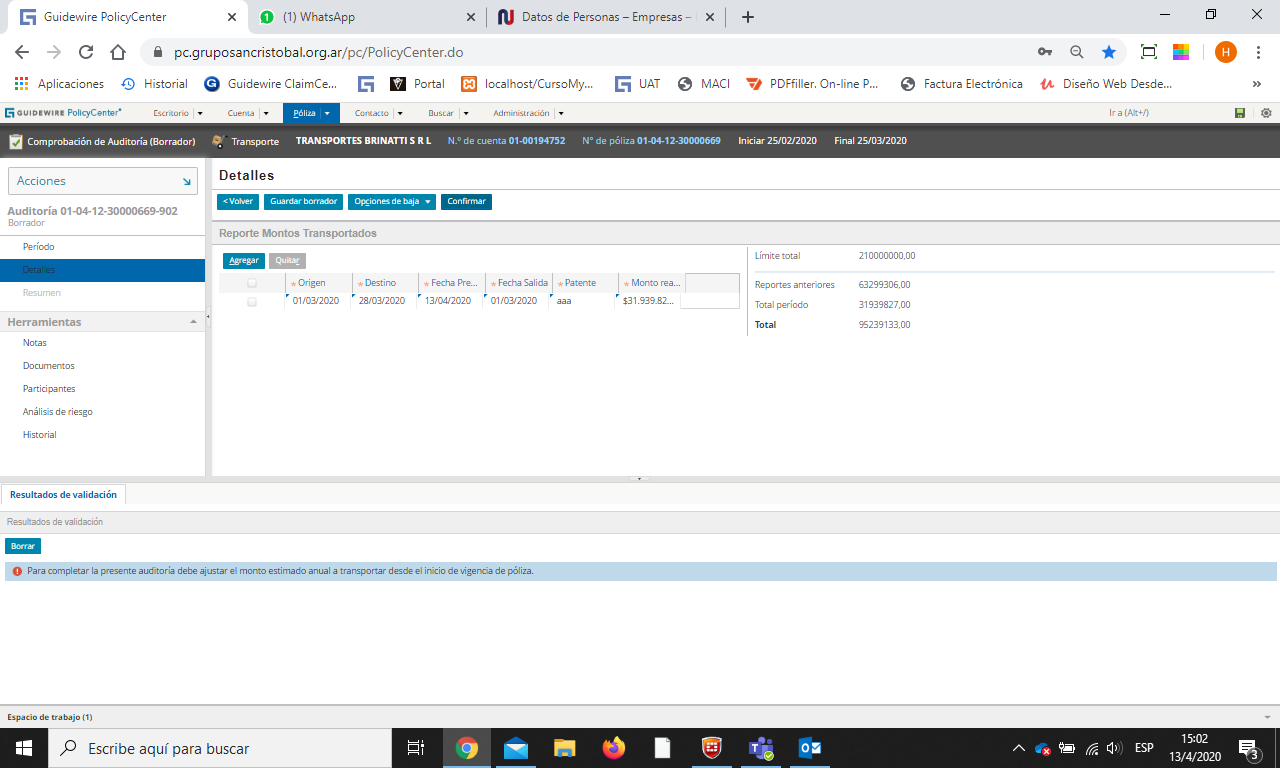 Guidewire PolicyCenter
(1) WhatsApp
Datos de Personas – Empresas –
pc.gruposancristobal.org.ar/pc/PolicyCenter.do
H
Aplicaciones Historial Guidewire ClaimCe... Portal localhost/CursoMy... UAT MACI PDFfiller. On-line P... Factura Electrónica Diseño Web Desde... »
GUIDEWIRE PolicyCenter Escritorio Cuenta Póliza Contacto Buscar Administración Ir a (Alt+/)
Comprobación de Auditoría (Borrador) Transporte TRANSPORTES BRINATTI S R L N.º de cuenta 01-00194752 Nº de póliza 01-04-12-30000669 Iniciar 25/02/2020 Final 25/03/2020
Acciones
Auditoría 01-04-12-30000669-902
Borrador
Período
Detalles
Resumen
Herramientas
Notas
Documentos
Participantes
Análisis de riesgo
Historial
Detalles
< Volver Guardar borrador Opciones de baja Confirmar
Reporte Montos Transportados
Agregar Quitar
* Origen * Destino * Fecha Pre... * Fecha Salida * Patente * Monto rea...
01/03/2020 28/03/2020 13/04/2020 01/03/2020 aaa $31.939.82...
Límite total 210000000,00
Reportes anteriores 63299306,00
Total período 31939827,00
Total 95239133,00
Resultados de validación
Resultados de validación
Borrar
Para completar la presente auditoría debe ajustar el monto estimado anual a transportar desde el inicio de vigencia de póliza.
Espacio de trabajo (1)
Escribe aquí para buscar
ESP
15:02
13/4/2020
3